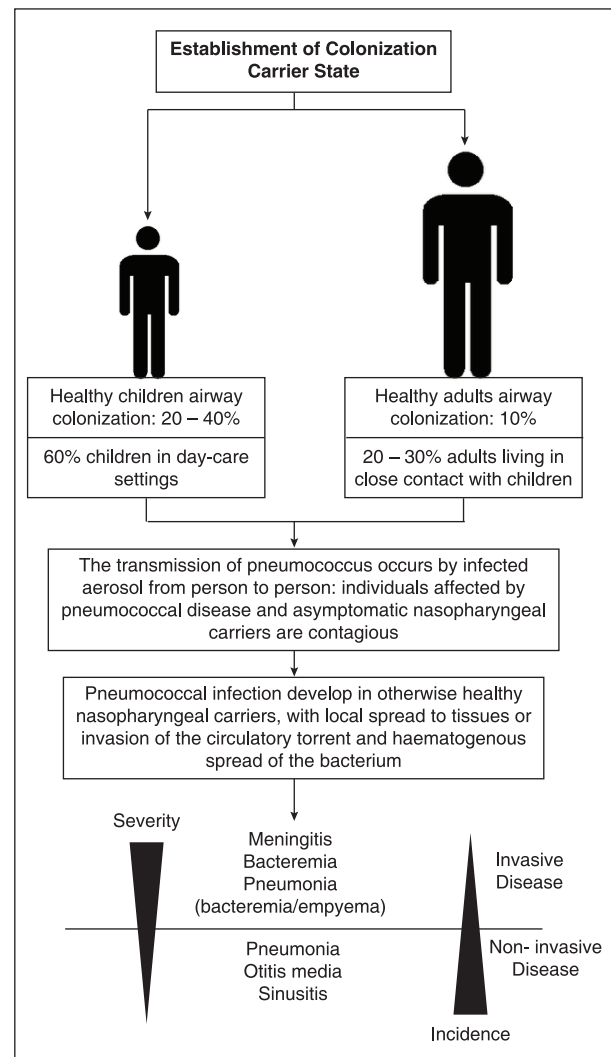 Establishment of Colonization
Carrier State
Healthy children airway
colonization: 20 – 40%
60% children in day-care
settings
Healthy adults airway
colonization: 10%
20 – 30% adults living in
close contact with children
The transmission of pneumococcus occurs by infected
aerosol from person to person: individuals affected by
pneumococcal disease and asymptomatic nasopharyngeal
carriers are contagious
Pneumococcal infection develop in otherwise healthy
nasopharyngeal carriers, with local spread to tissues or
invasion of the circulatory torrent and haematogenous
spread of the bacterium
Severity
Meningitis
Bacteremia
Pneumonia
(bacteremia/empyema)
Invasive
Disease
Pneumonia
Otitis media
Sinusitis
Non- invasive
Disease
Incidence